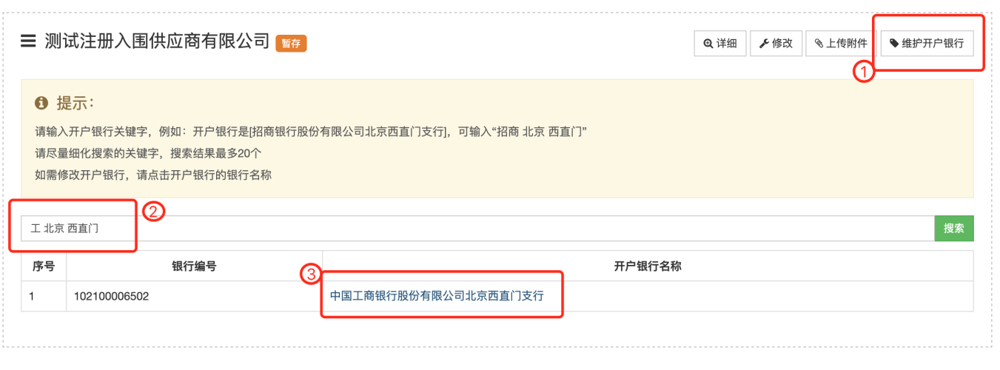 测试注册入围供应商有限公司 暂存
详细 修改 上传附件 维护开户银行
①
提示：
请输入开户银行关键字，例如：开户银行是[招商银行股份有限公司北京西直门支行]，可输入“招商 北京 西直门”
请尽量细化搜索的关键字，搜索结果最多20个
如需修改开户银行，请点击开户银行的银行名称
②
工 北京 西直门 搜索
序号 银行编号 开户银行名称
③
1 102100006502 中国工商银行股份有限公司北京西直门支行